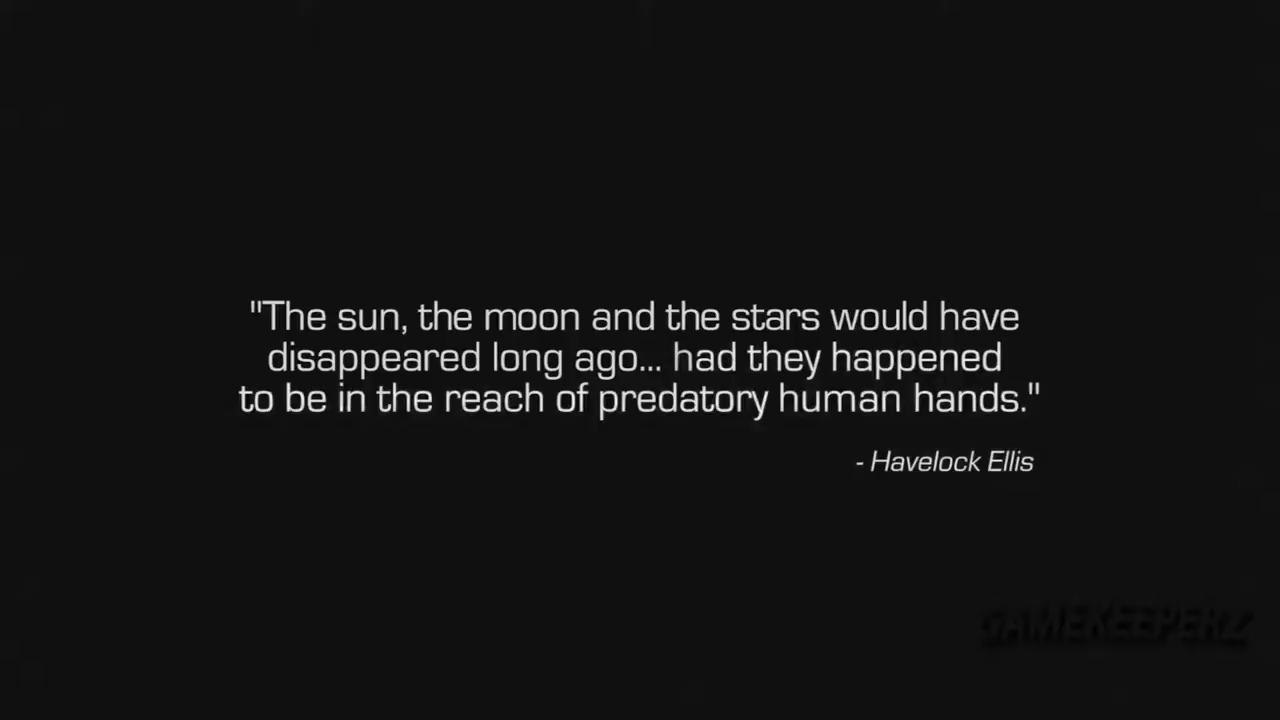 "The sun, the moon and the stars would have
disappeared long ago... had they happened
to be in the reach of predatory human hands."
- Havelock Ellis
GAMEKEEPERZ